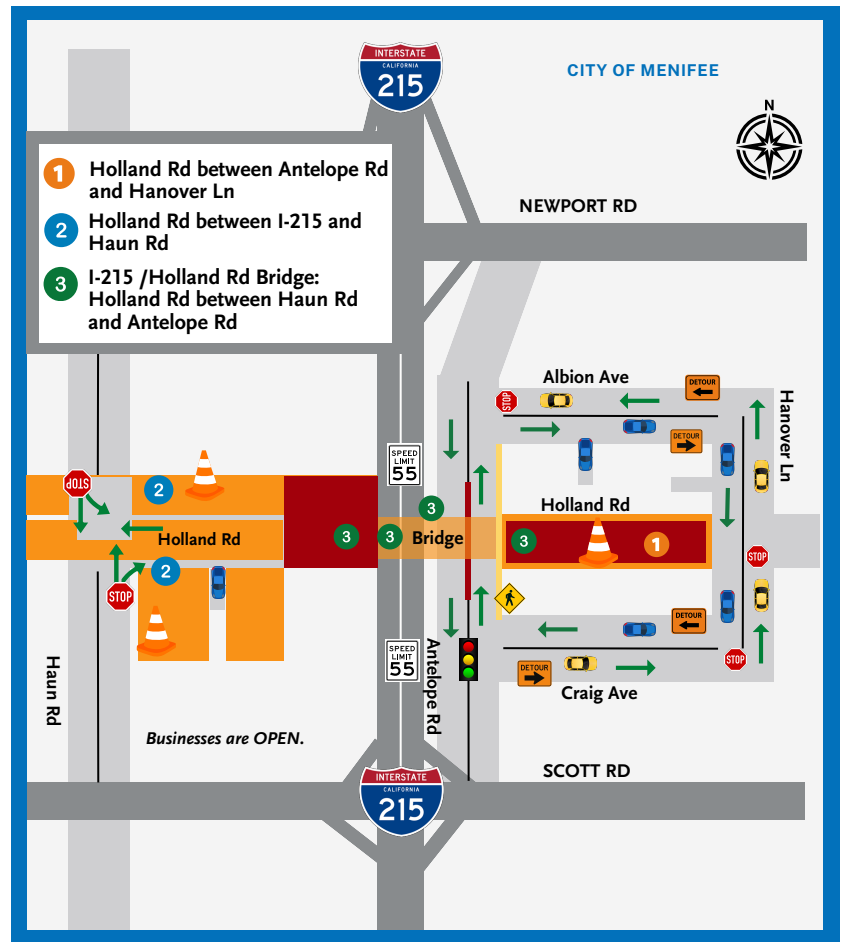 INTERSTATE
CALIFORNIA
215
CITY OF MENIFEE
N
1 Holland Rd between Antelope Rd
and Hanover Ln
2 Holland Rd between I-215 and
Haun Rd
3 I-215 /Holland Rd Bridge:
Holland Rd between Haun Rd
and Antelope Rd
NEWPORT RD
Albion Ave
DETOUR
STOP
Hanover Ln
DETOUR
SPEED
LIMIT
55
STOP
2
Holland Rd
3
Holland Rd
3
3
Bridge
3
1
STOP
2
STOP
DETOUR
SPEED
LIMIT
55
Antelope Rd
STOP
DETOUR
Haun Rd
Craig Ave
Businesses are OPEN.
SCOTT RD
INTERSTATE
CALIFORNIA
215